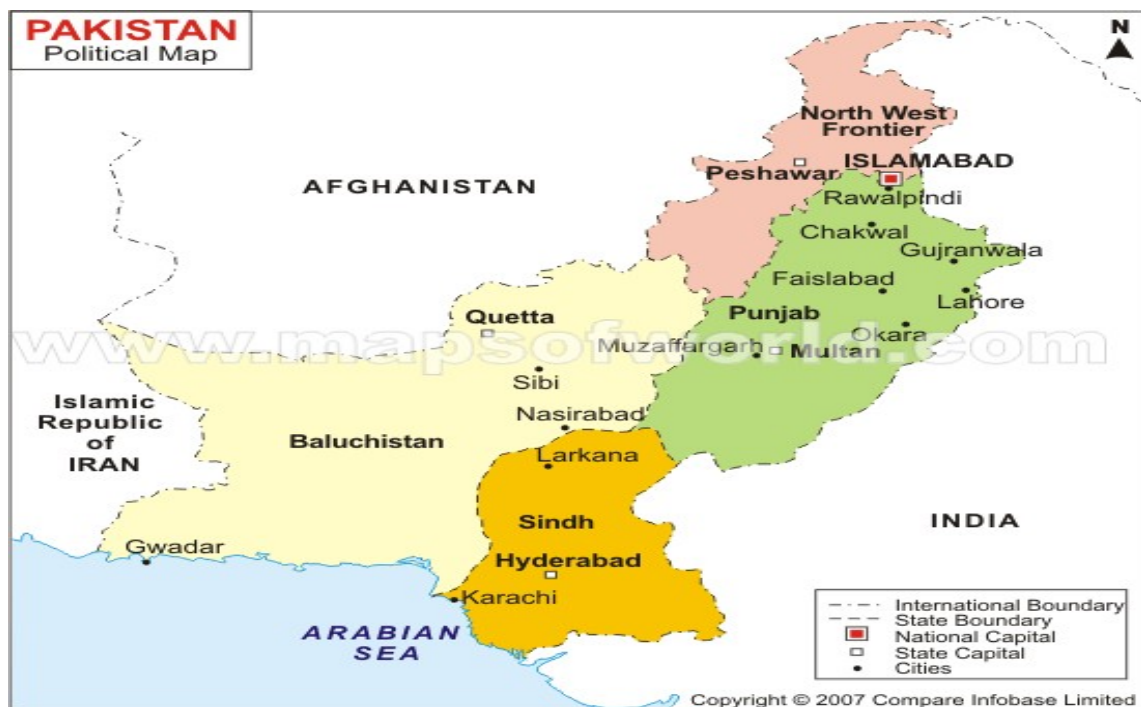 PAKISTAN
Political Map
N
North West
Frontier
ISLAMABAD
Peshawar
AFGHANISTAN
Rawalpindi
Chakwal
Gujranwala
Faislabad
Lahore
Quetta
Punjab
Okara
www.mapsofworld.com
Muzaffargarh
Multan
Sibi
Islamic
Republic
of
IRAN
Nasirabad
Baluchistan
Larkana
Sindh
INDIA
Gwadar
Hyderabad
Karachi
ARABIAN
SEA
International Boundary
State Boundary
National Capital
State Capital
Cities
Copyright © 2007 Compare Infobase Limited